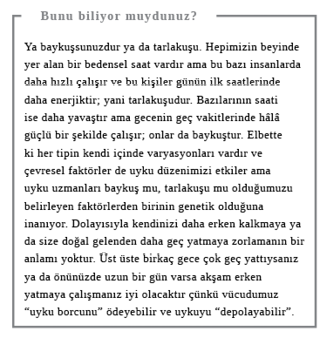 Bunu biliyor muydunuz?
Ya baykuşsunuzdur ya da tarlakuşu. Hepimizin beyinde
yer alan bir bedensel saat vardır ama bu bazı insanlarda
daha hızlı çalışır ve bu kişiler günün ilk saatlerinde
daha enerjiktir; yani tarlakuşudur. Bazılarının saati
ise daha yavaştır ama gecenin geç vakitlerinde hâlâ
güçlü bir şekilde çalışır; onlar da baykuştur. Elbette
ki her tipin kendi içinde varyasyonları vardır ve
çevresel faktörler de uyku düzenimizi etkiler ama
uyku uzmanları baykuş mu, tarlakuşu mu olduğumuzu
belirleyen faktörlerden birinin genetik olduğuna
inanıyor. Dolayısıyla kendinizi daha erken kalkmaya ya
da size doğal gelenden daha geç yatmaya zorlamanın bir
anlamı yoktur. Üst üste birkaç gece çok geç yattıysanız
ya da önünüzde uzun bir gün varsa akşam erken
yatmaya çalışmanız iyi olacaktır çünkü vücudumuz
“uyku borcunu” ödeyebilir ve uykuyu “depolayabilir”.